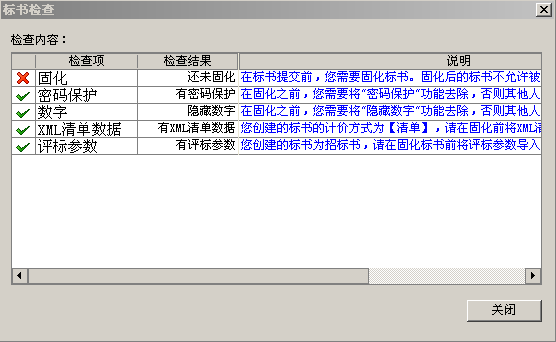 标书检查
检查内容：
检查项 检查结果 说明
固化 还未固化 在标书提交前，您需要固化标书。固化后的标书不允许被
密码保护 有密码保护 在固化之前，您需要将"密码保护"功能去除，否则其他人
数字 隐藏数字 在固化之前，您需要将"隐藏数字"功能去除，否则其他人
XML清单数据 有XML清单数据 您创建的标书的计价方式为【清单】，请在固化前将XML清
评标参数 有评标参数 您创建的标书为招标书，请在固化标书前将评标参数导入
关闭